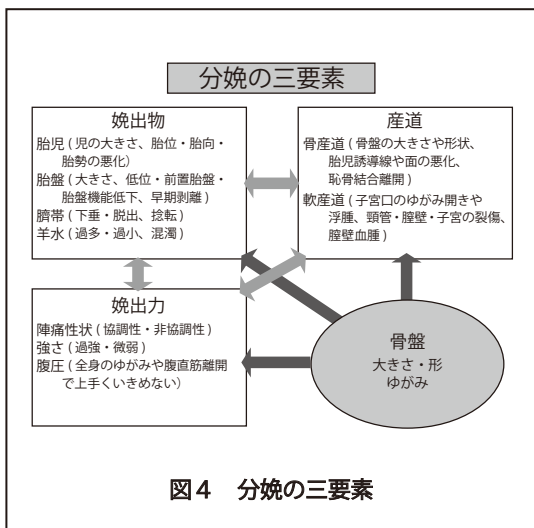 分娩の三要素
娩出物
胎児 ( 児の大きさ、胎位・胎向・
胎勢の悪化 )
胎盤 ( 大きさ、低位・前置胎盤・
胎盤機能低下、早期剥離 )
臍帯 ( 下垂・脱出、捻転 )
羊水 ( 過多・過小、混濁 )
産道
骨産道 ( 骨盤の大きさや形状、
胎児誘導線や面の悪化、
恥骨結合離開 )
軟産道 ( 子宮口のゆがみ開きや
浮腫、頸管・膣壁・子宮の裂傷、
膣壁血腫 )
娩出力
陣痛性状 ( 協調性・非協調性 )
強さ ( 過強・微弱 )
腹圧 ( 全身のゆがみや腹直筋離開
で上手くいきめない )
骨盤
大きさ・形
ゆがみ
図4 分娩の三要素